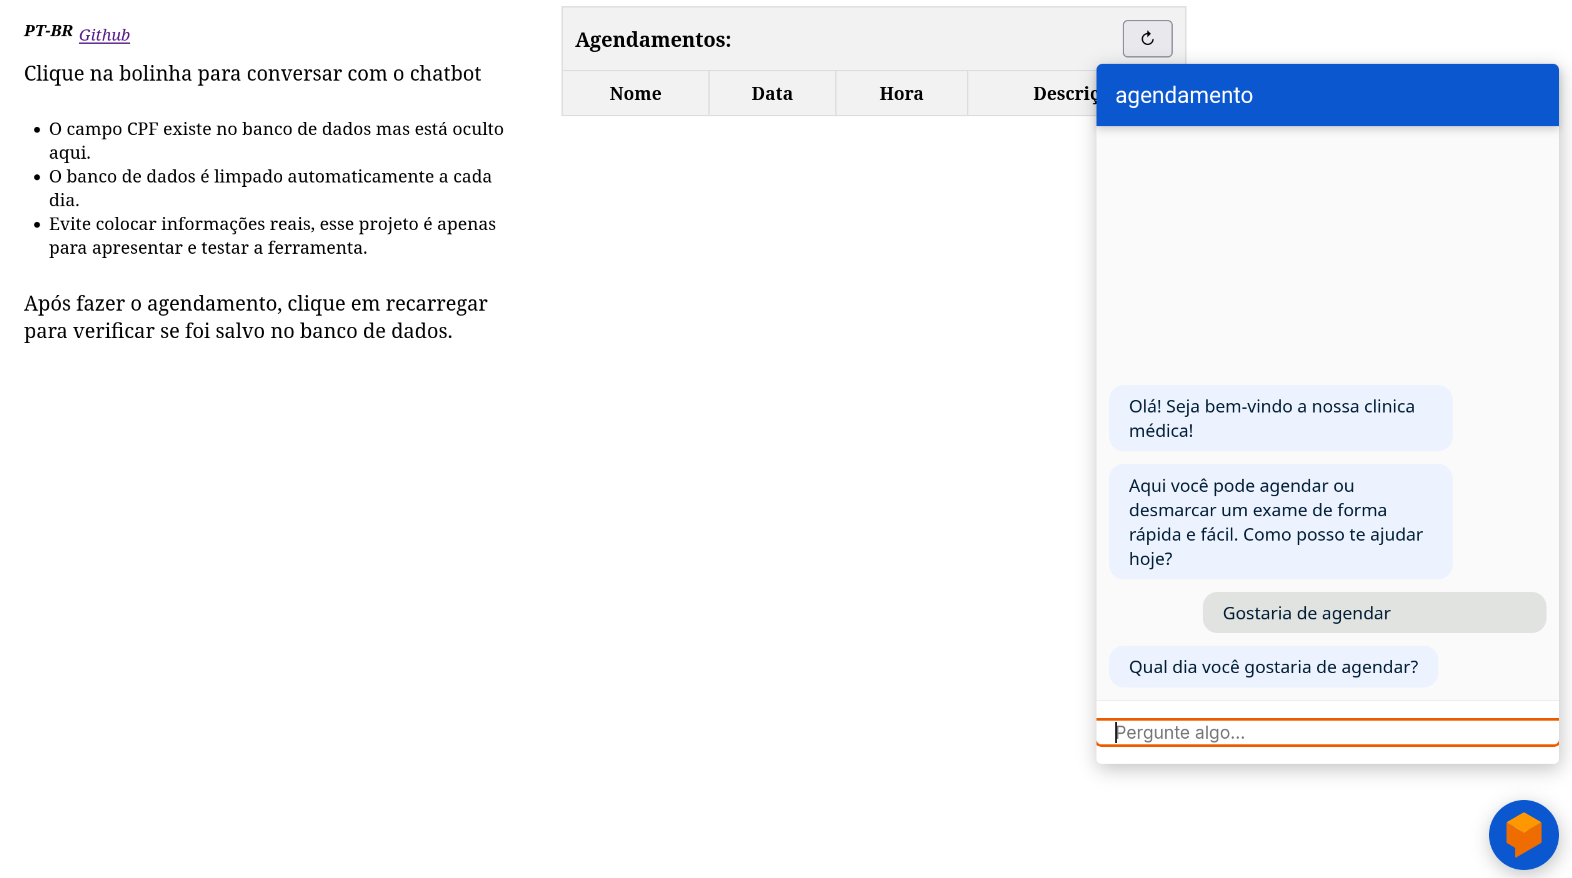 PT-BR Github
Clique na bolinha para conversar com o chatbot
O campo CPF existe no banco de dados mas está oculto
aqui.
O banco de dados é limpado automaticamente a cada
dia.
Evite colocar informações reais, esse projeto é apenas
para apresentar e testar a ferramenta.
Após fazer o agendamento, clique em recarregar
para verificar se foi salvo no banco de dados.
Agendamentos:
Nome Data Hora Descriç
agendamento
Olá! Seja bem-vindo a nossa clinica
médica!
Aqui você pode agendar ou
desmarcar um exame de forma
rápida e fácil. Como posso te ajudar
hoje?
Gostaria de agendar
Qual dia você gostaria de agendar?
Pergunte algo...